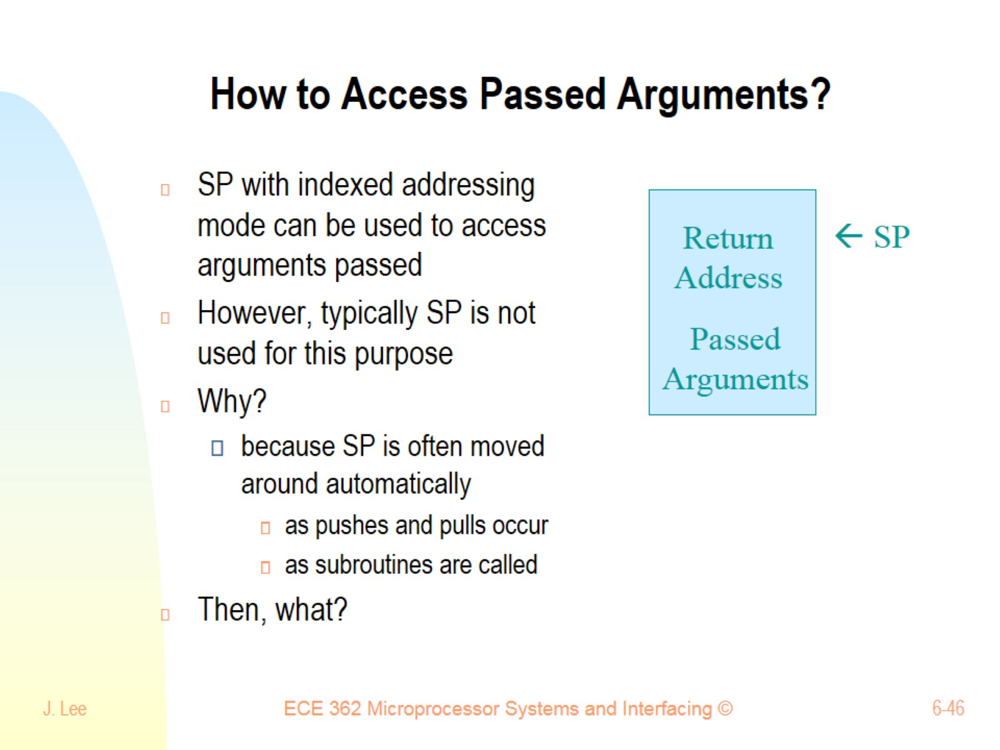 How to Access Passed Arguments?
SP with indexed addressing
mode can be used to access
arguments passed
However, typically SP is not
used for this purpose
Why?
because SP is often moved
around automatically
as pushes and pulls occur
as subroutines are called
Then, what?
Return
Address
Passed
Arguments
← SP
J. Lee
ECE 362 Microprocessor Systems and Interfacing ©
6-46